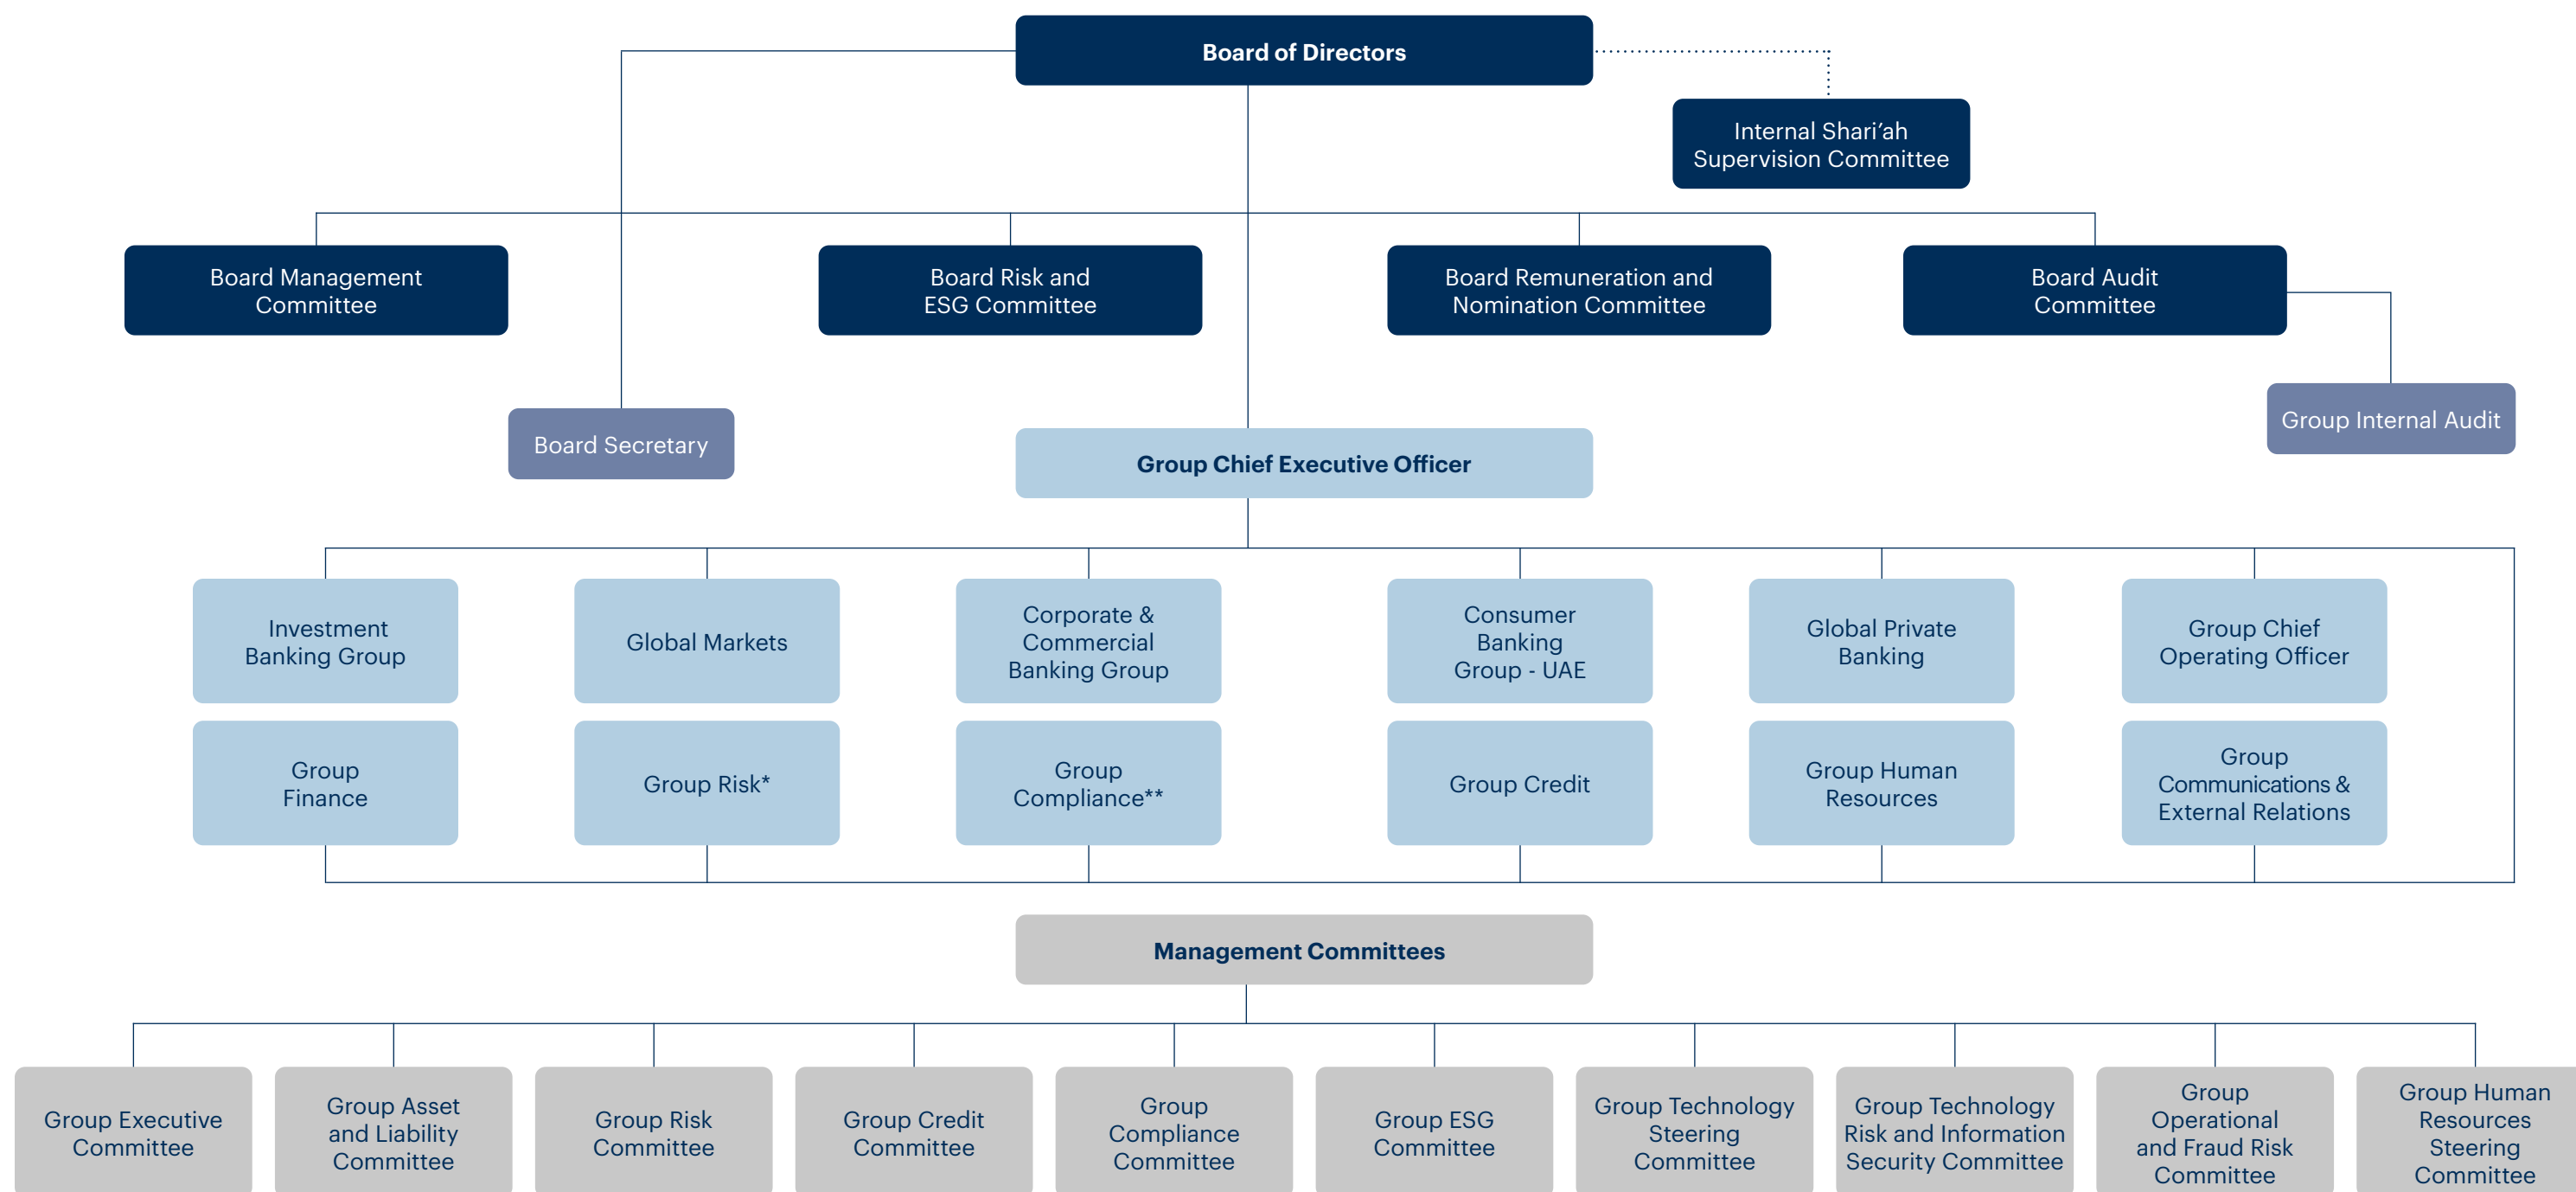 Board of Directors
Internal Shari’ah
Supervision Committee
Board Management
Committee
Board Risk and
ESG Committee
Board Remuneration and
Nomination Committee
Board Audit
Committee
Board Secretary
Group Internal Audit
Group Chief Executive Officer
Investment
Banking Group
Global Markets
Corporate &
Commercial
Banking Group
Consumer
Banking
Group - UAE
Global Private
Banking
Group Chief
Operating Officer
Group
Finance
Group Risk*
Group
Compliance**
Group Credit
Group Human
Resources
Group
Communications &
External Relations
Management Committees
Group Executive
Committee
Group Asset
and Liability
Committee
Group Risk
Committee
Group Credit
Committee
Group
Compliance
Committee
Group ESG
Committee
Group Technology
Steering
Committee
Group Technology
Risk and Information
Security Committee
Group
Operational
and Fraud Risk
Committee
Group Human
Resources
Steering
Committee